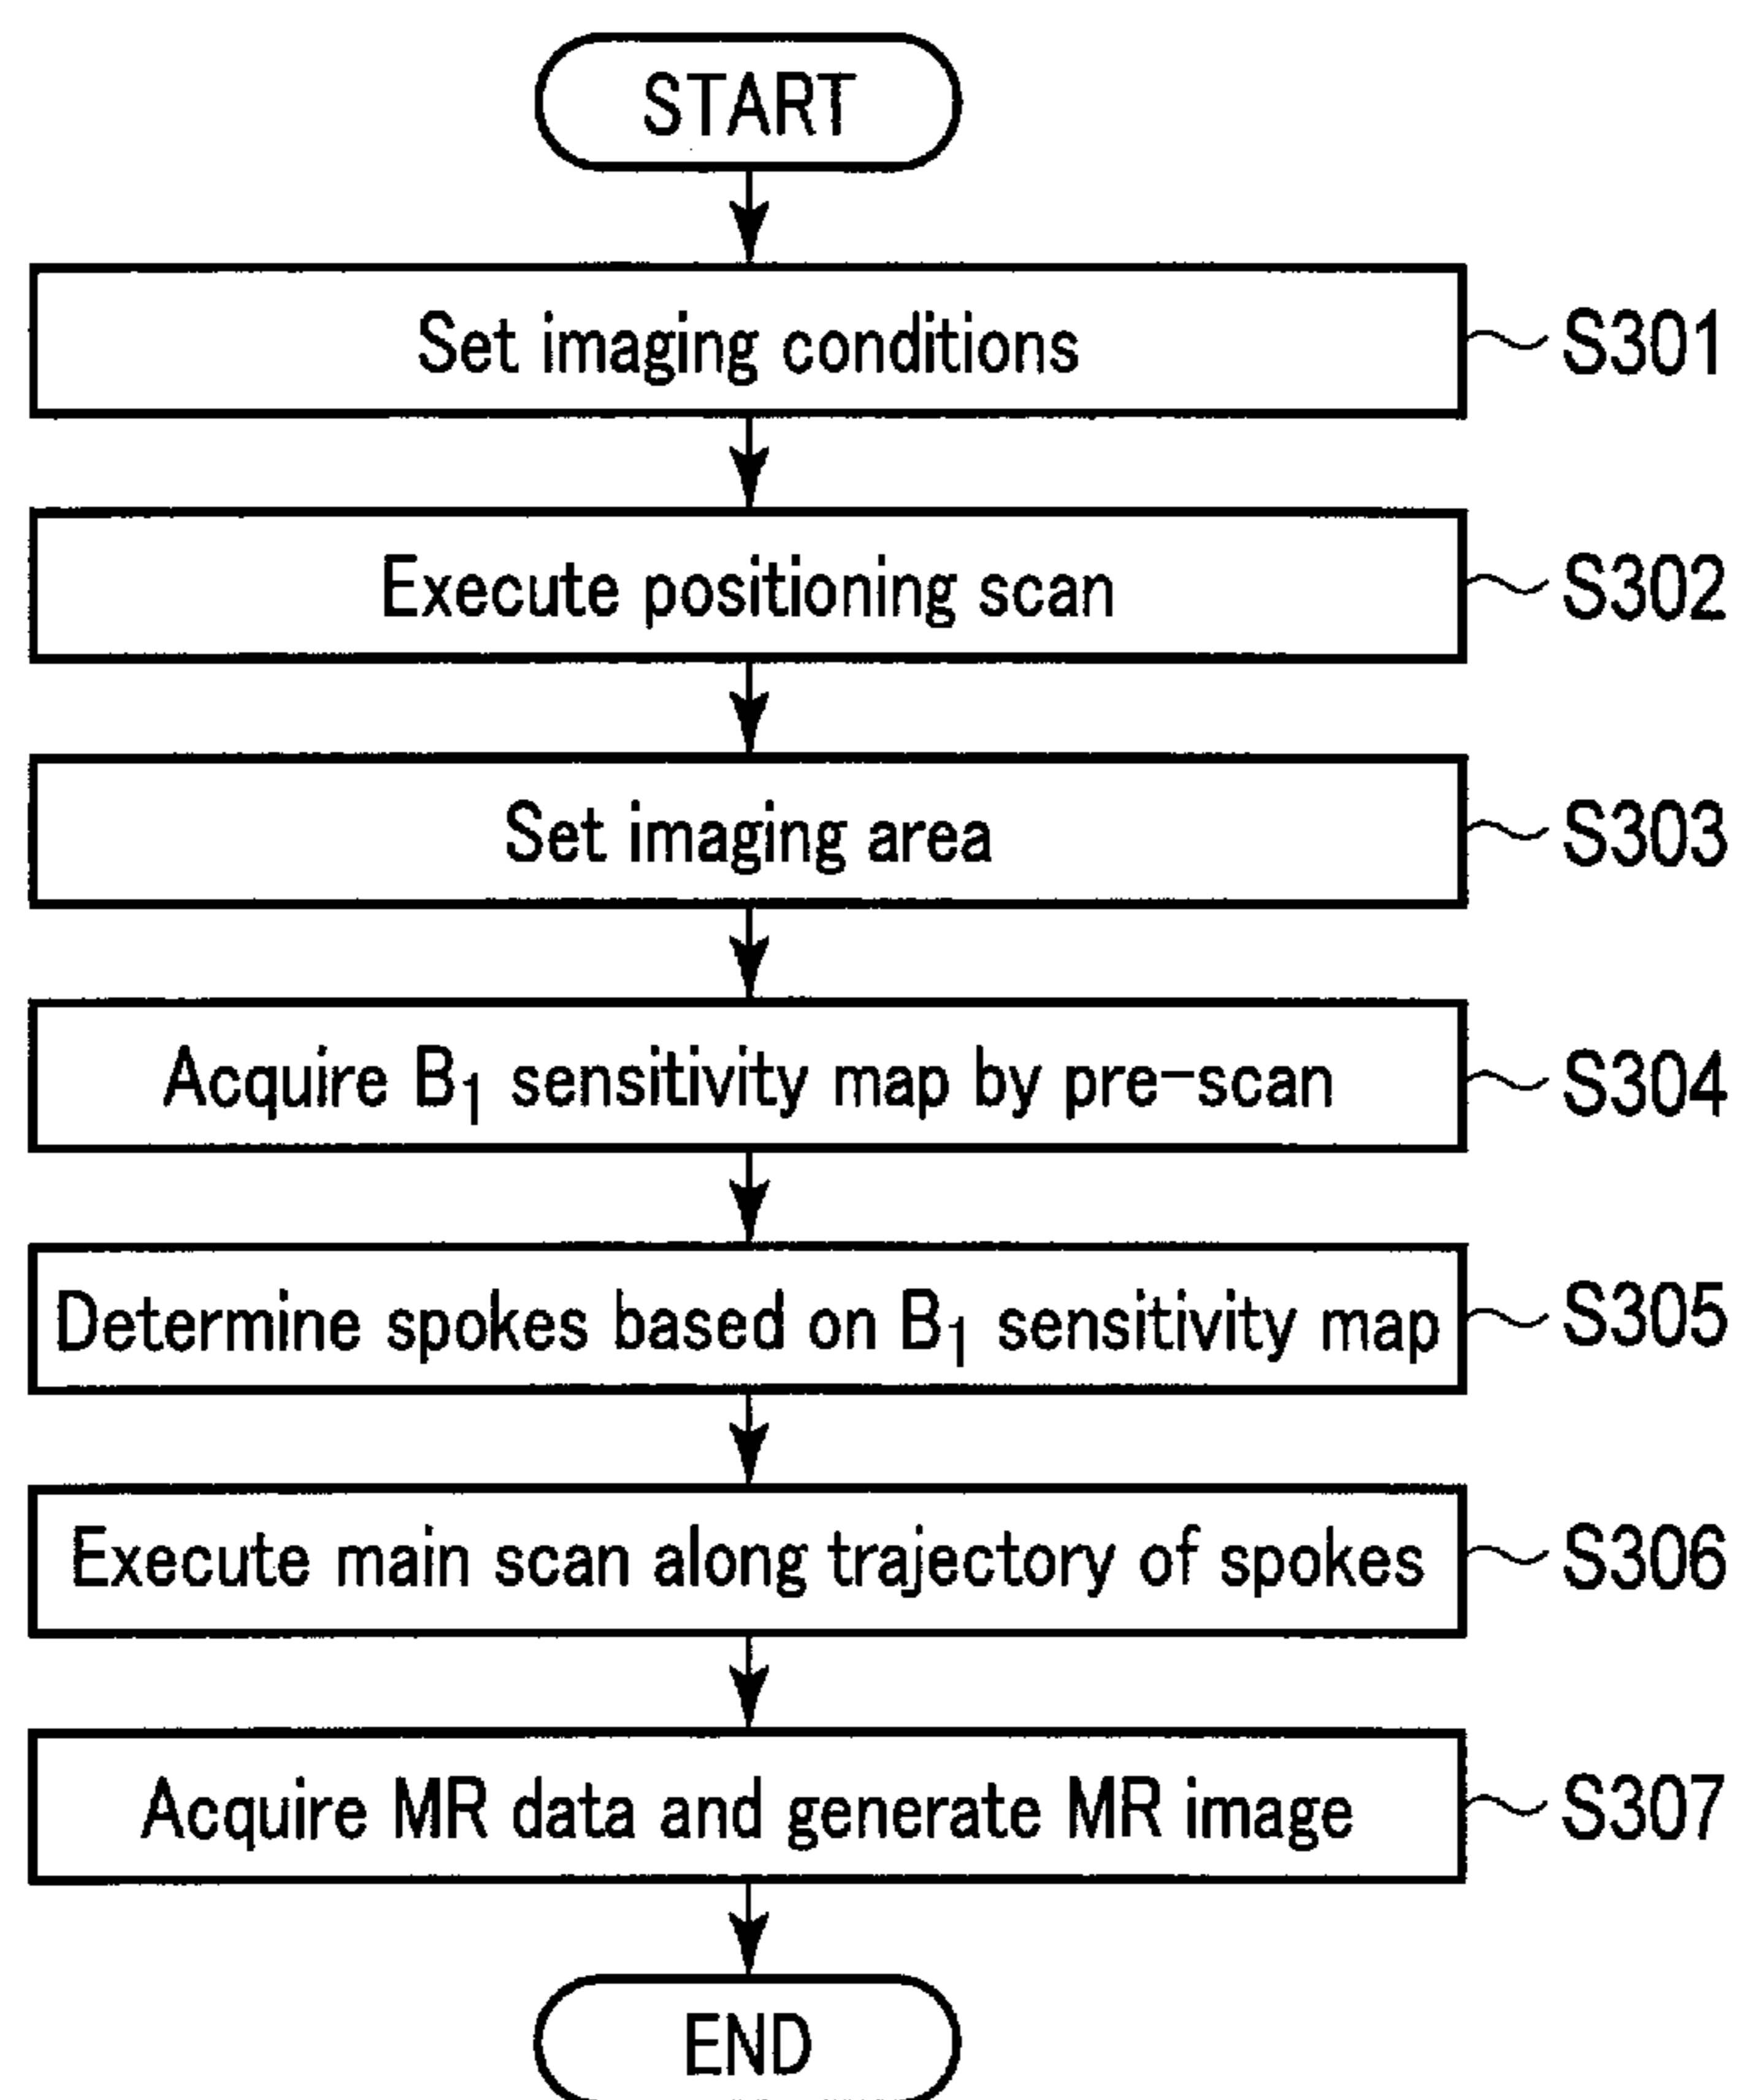 START
Set imaging conditions
S301
Execute positioning scan
S302
Set imaging area
S303
Acquire B₁ sensitivity map by pre-scan
S304
Determine spokes based on B₁ sensitivity map
S305
Execute main scan along trajectory of spokes
S306
Acquire MR data and generate MR image
S307
END